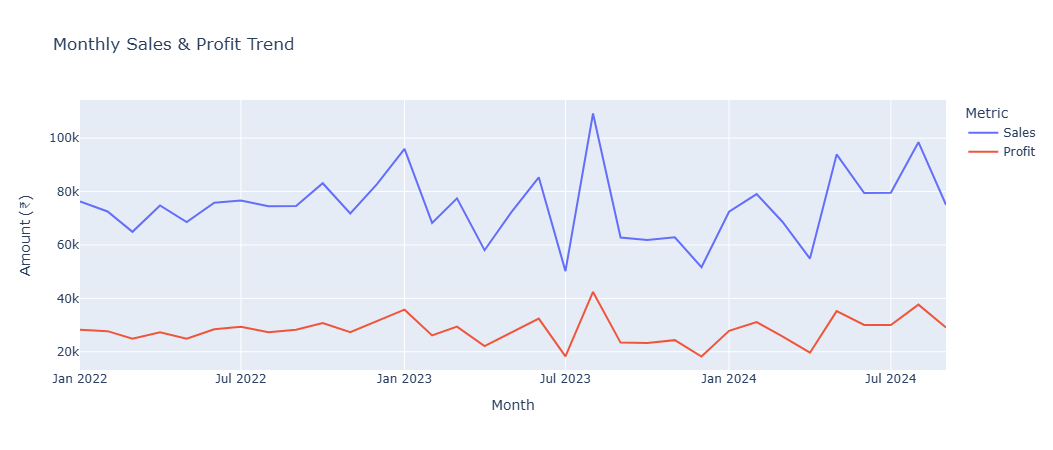 Monthly Sales & Profit Trend
Metric
Sales
Profit
Amount (₹)
100k
80k
60k
40k
20k
Jan 2022
Jul 2022
Jan 2023
Jul 2023
Jan 2024
Jul 2024
Month